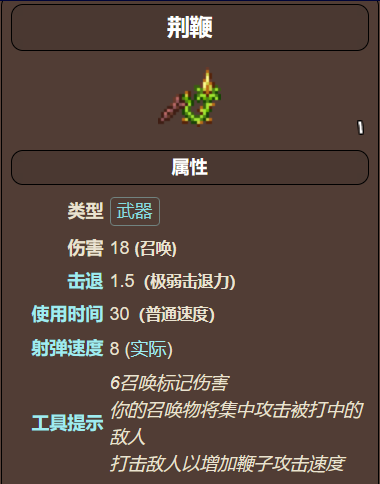 荆鞭
1
属性
类型 武器
伤害 18 (召唤)
击退 1.5 (极弱击退力)
使用时间 30 (普通速度)
射弹速度 8 (实际)
工具提示 6召唤标记伤害
你的召唤物将集中攻击被打中的
敌人
打击敌人以增加鞭子攻击速度